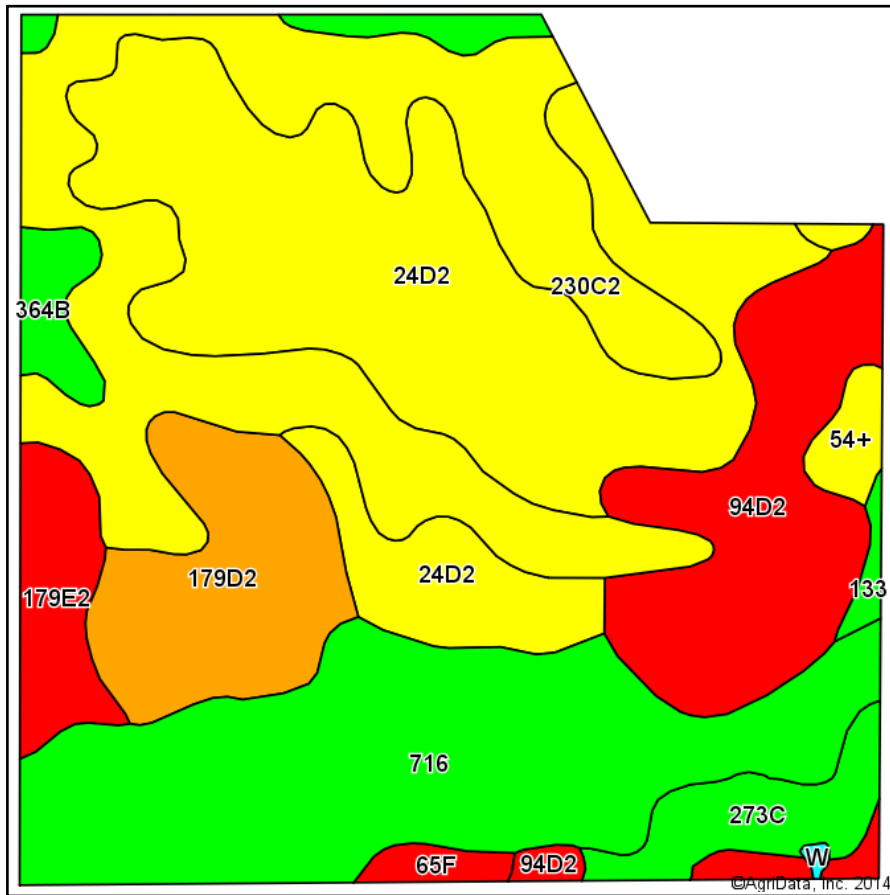 24D2
230C2
364B
54+
94D2
179D2
24D2
133
179E2
716
273C
65F
94D2
W
©AgriData, Inc. 2014